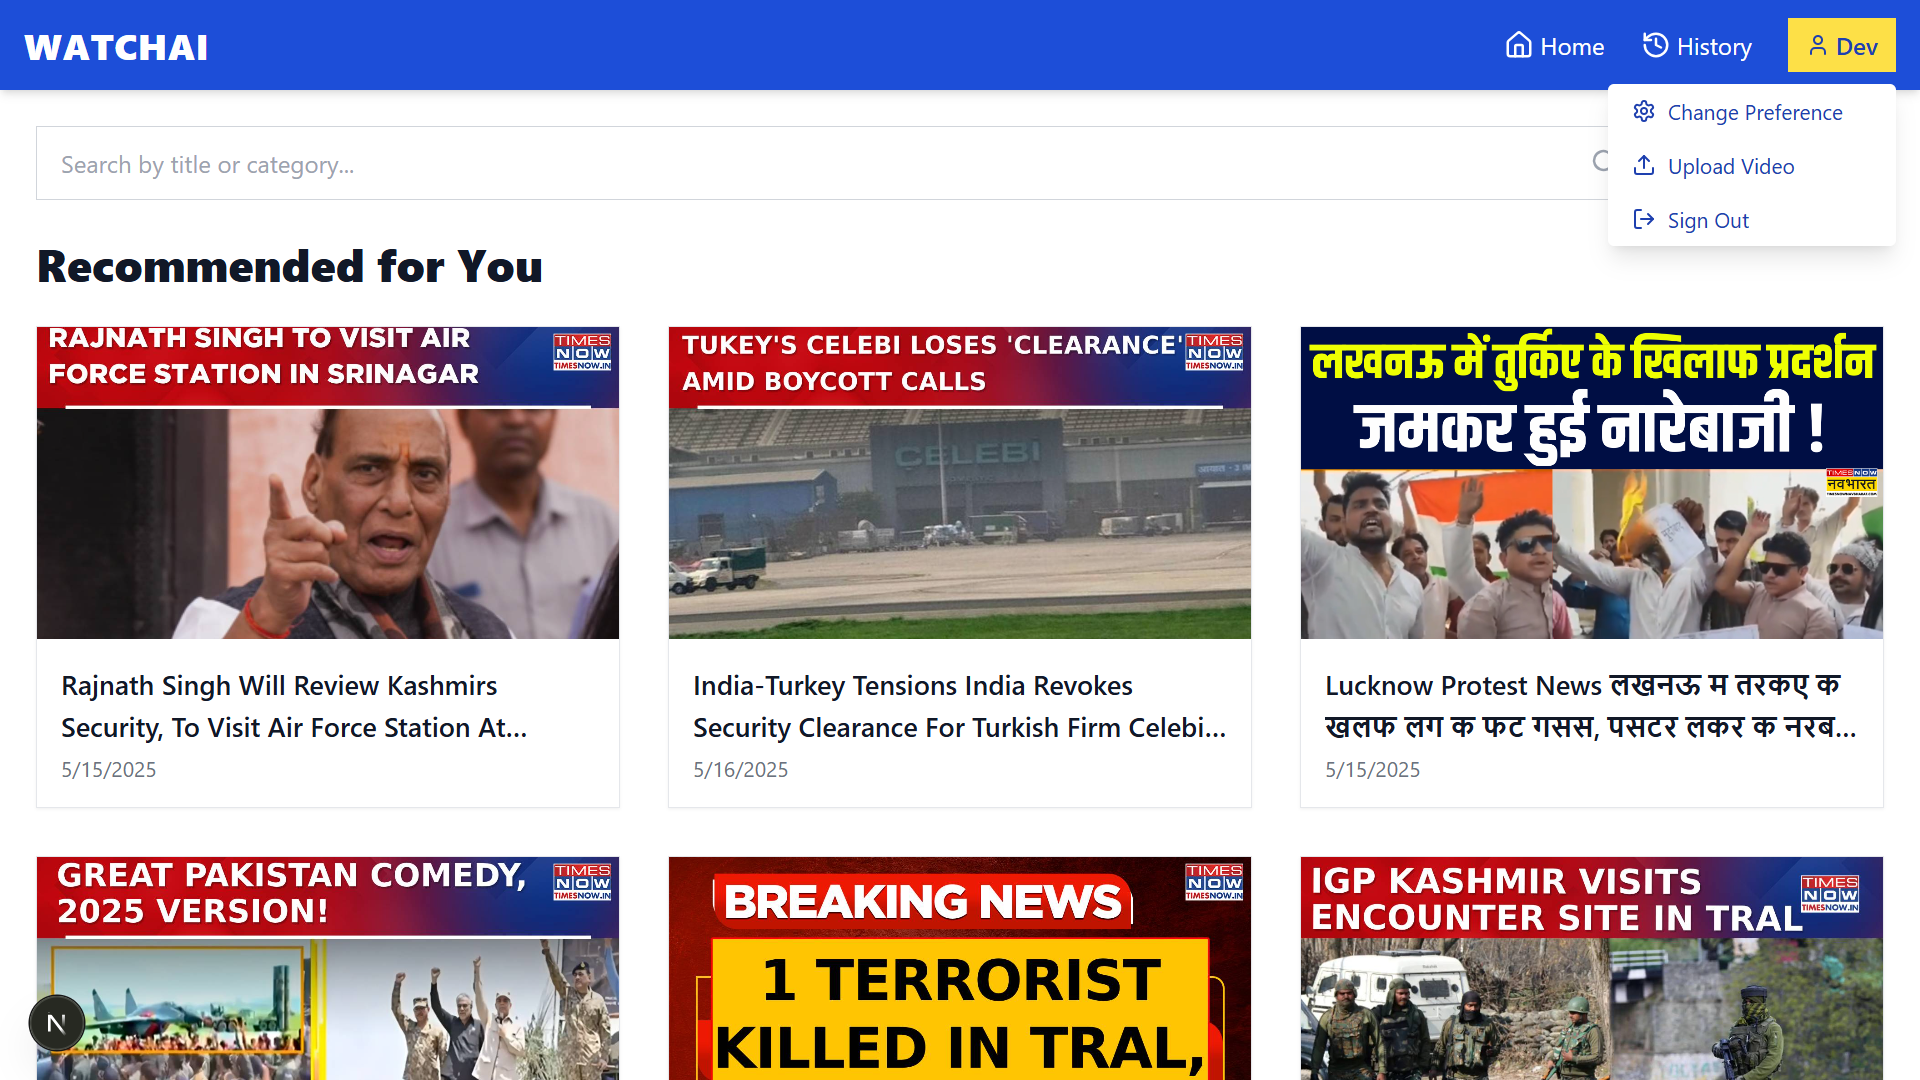 WATCHAI
Home
History
Dev
Change Preference
Upload Video
Sign Out
Search by title or category...
Recommended for You
RAJNATH SINGH TO VISIT AIR
FORCE STATION IN SRINAGAR
TIMES
NOW
TIMESNOW.IN
Rajnath Singh Will Review Kashmirs
Security, To Visit Air Force Station At...
5/15/2025
TUKEY'S CELEBI LOSES 'CLEARANCE'
AMID BOYCOTT CALLS
TIMES
NOW
TIMESNOW.IN
CELEBI
India-Turkey Tensions India Revokes
Security Clearance For Turkish Firm Celebi...
5/16/2025
लखनऊ में तुर्किए के खिलाफ प्रदर्शन
जमकर हुई नारेबाजी !
TIMES NOW
नवभारत
Lucknow Protest News लखनऊ म तरकए क
खलफ लग क फट गसस, पसटर लकर क नरब...
5/15/2025
GREAT PAKISTAN COMEDY,
2025 VERSION!
TIMES
NOW
TIMESNOW.IN
BREAKING NEWS
TIMES
NOW
TIMESNOW.IN
1 TERRORIST
KILLED IN TRAL,
IGP KASHMIR VISITS
ENCOUNTER SITE IN TRAL
TIMES
NOW
TIMESNOW.IN
N